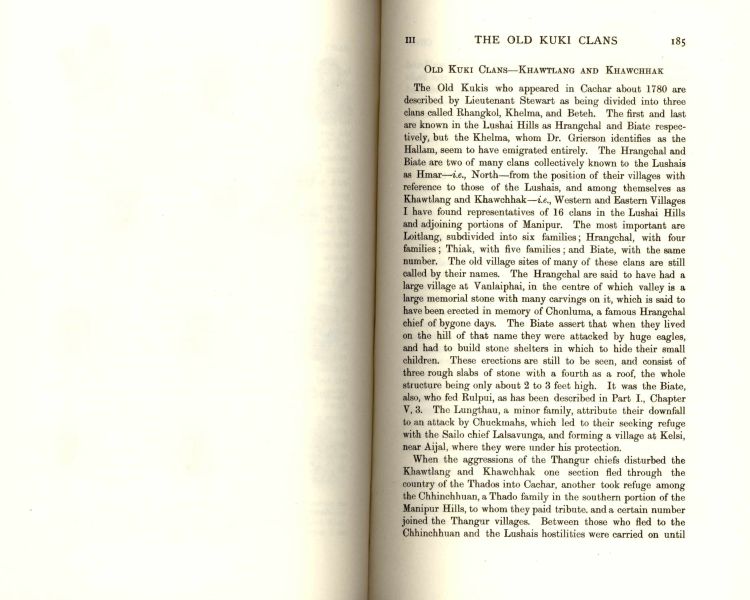 III THE OLD KUKI CLANS 185
OLD KUKI CLANS—KHAWTLANG AND KHAWCHHAK
The Old Kukis who appeared in Cachar about 1780 are
described by Lieutenant Stewart as being divided into three
clans called Rhangkol, Khelma, and Beteh. The first and last
are known in the Lushai Hills as Hrangchal and Biate respec-
tively, but the Khelma, whom Dr. Grierson identifies as the
Hallam, seem to have emigrated entirely. The Hrangchal and
Biate are two of many clans collectively known to the Lushais
as Hmar—i.e., North—from the position of their villages with
reference to those of the Lushais, and among themselves as
Khawtlang and Khawchhak—i.e., Western and Eastern Villages
I have found representatives of 16 clans in the Lushai Hills
and adjoining portions of Manipur. The most important are
Loitlang, subdivided into six families; Hrangchal, with four
families; Thiak, with five families; and Biate, with the same
number. The old village sites of many of these clans are still
called by their names. The Hrangchal are said to have had a
large village at Vanlaiphai, in the centre of which valley is a
large memorial stone with many carvings on it, which is said to
have been erected in memory of Chonluma, a famous Hrangchal
chief of bygone days. The Biate assert that when they lived
on the hill of that name they were attacked by huge eagles,
and had to build stone shelters in which to hide their small
children. These erections are still to be seen, and consist of
three rough slabs of stone with a fourth as a roof, the whole
structure being only about 2 to 3 feet high. It was the Biate,
also, who fed Rulpui, as has been described in Part I., Chapter
V, 3. The Lungthau, a minor family, attribute their downfall
to an attack by Chuckmahs, which led to their seeking refuge
with the Sailo chief Lalsavunga, and forming a village at Kelsi,
near Aijal, where they were under his protection.
When the aggressions of the Thangur chiefs disturbed the
Khawtlang and Khawchhak one section fled through the
country of the Thados into Cachar, another took refuge among
the Chhinchhuan, a Thado family in the southern portion of the
Manipur Hills, to whom they paid tribute, and a certain number
joined the Thangur villages. Between those who fled to the
Chhinchhuan and the Lushais hostilities were carried on until